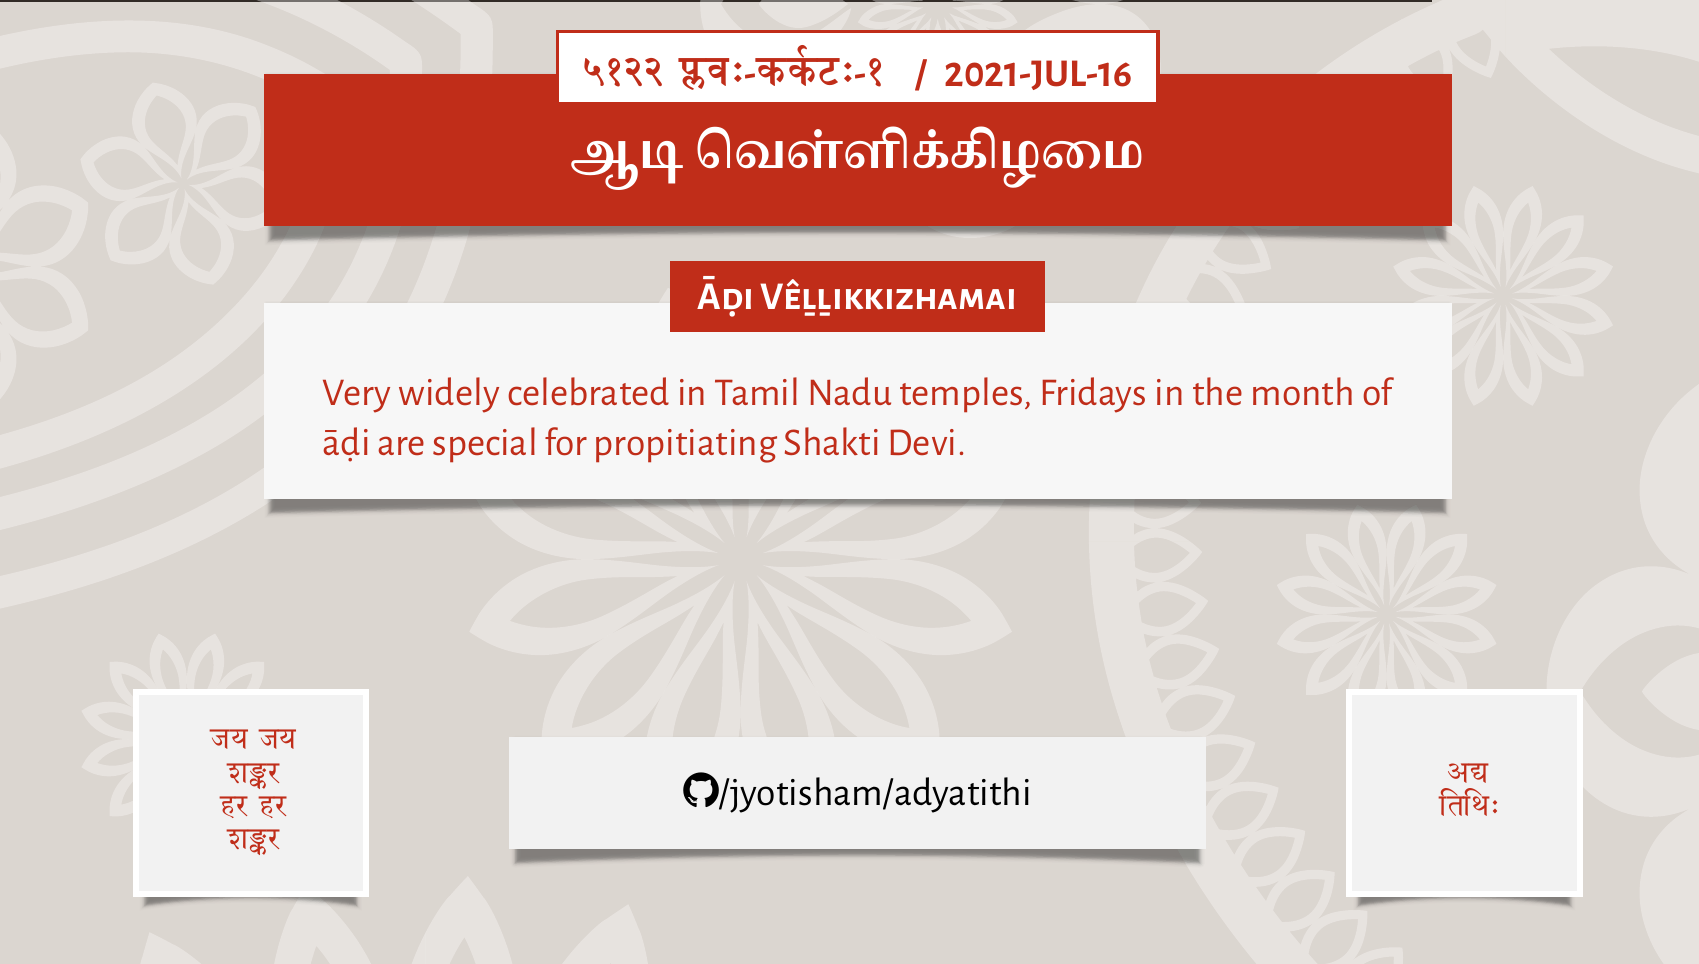 ५१२२ प्लवः-कर्कटः-१ / 2021-JUL-16
ஆடி வெள்ளிக்கிழமை
Āḍi Vêḻḻikkizhamai
Very widely celebrated in Tamil Nadu temples, Fridays in the month of
āḍi are special for propitiating Shakti Devi.
जय जय
शङ्कर
हर हर
शङ्कर
/jyotisham/adyatithi
अद्य
तिथिः